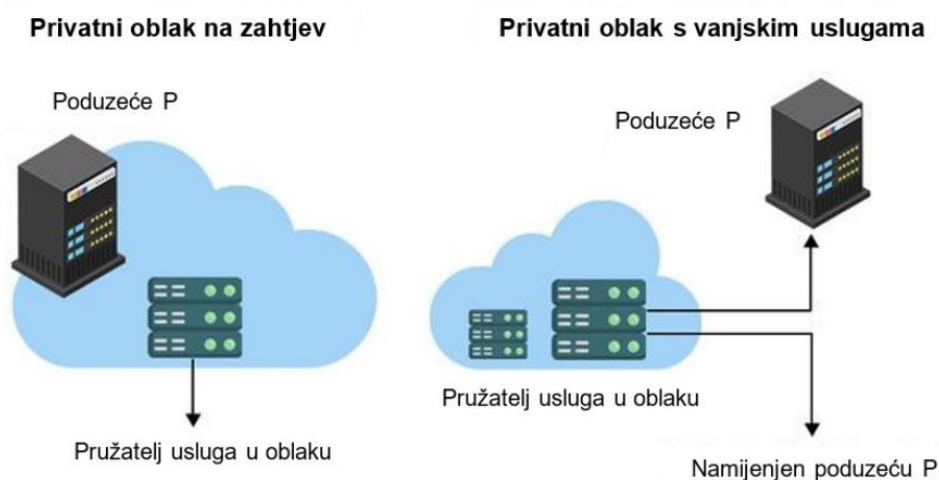 Privatni oblak na zahtjev
Poduzeće P
Pružatelj usluga u oblaku
Privatni oblak s vanjskim uslugama
Poduzeće P
Pružatelj usluga u oblaku
Namijenjen poduzeću P